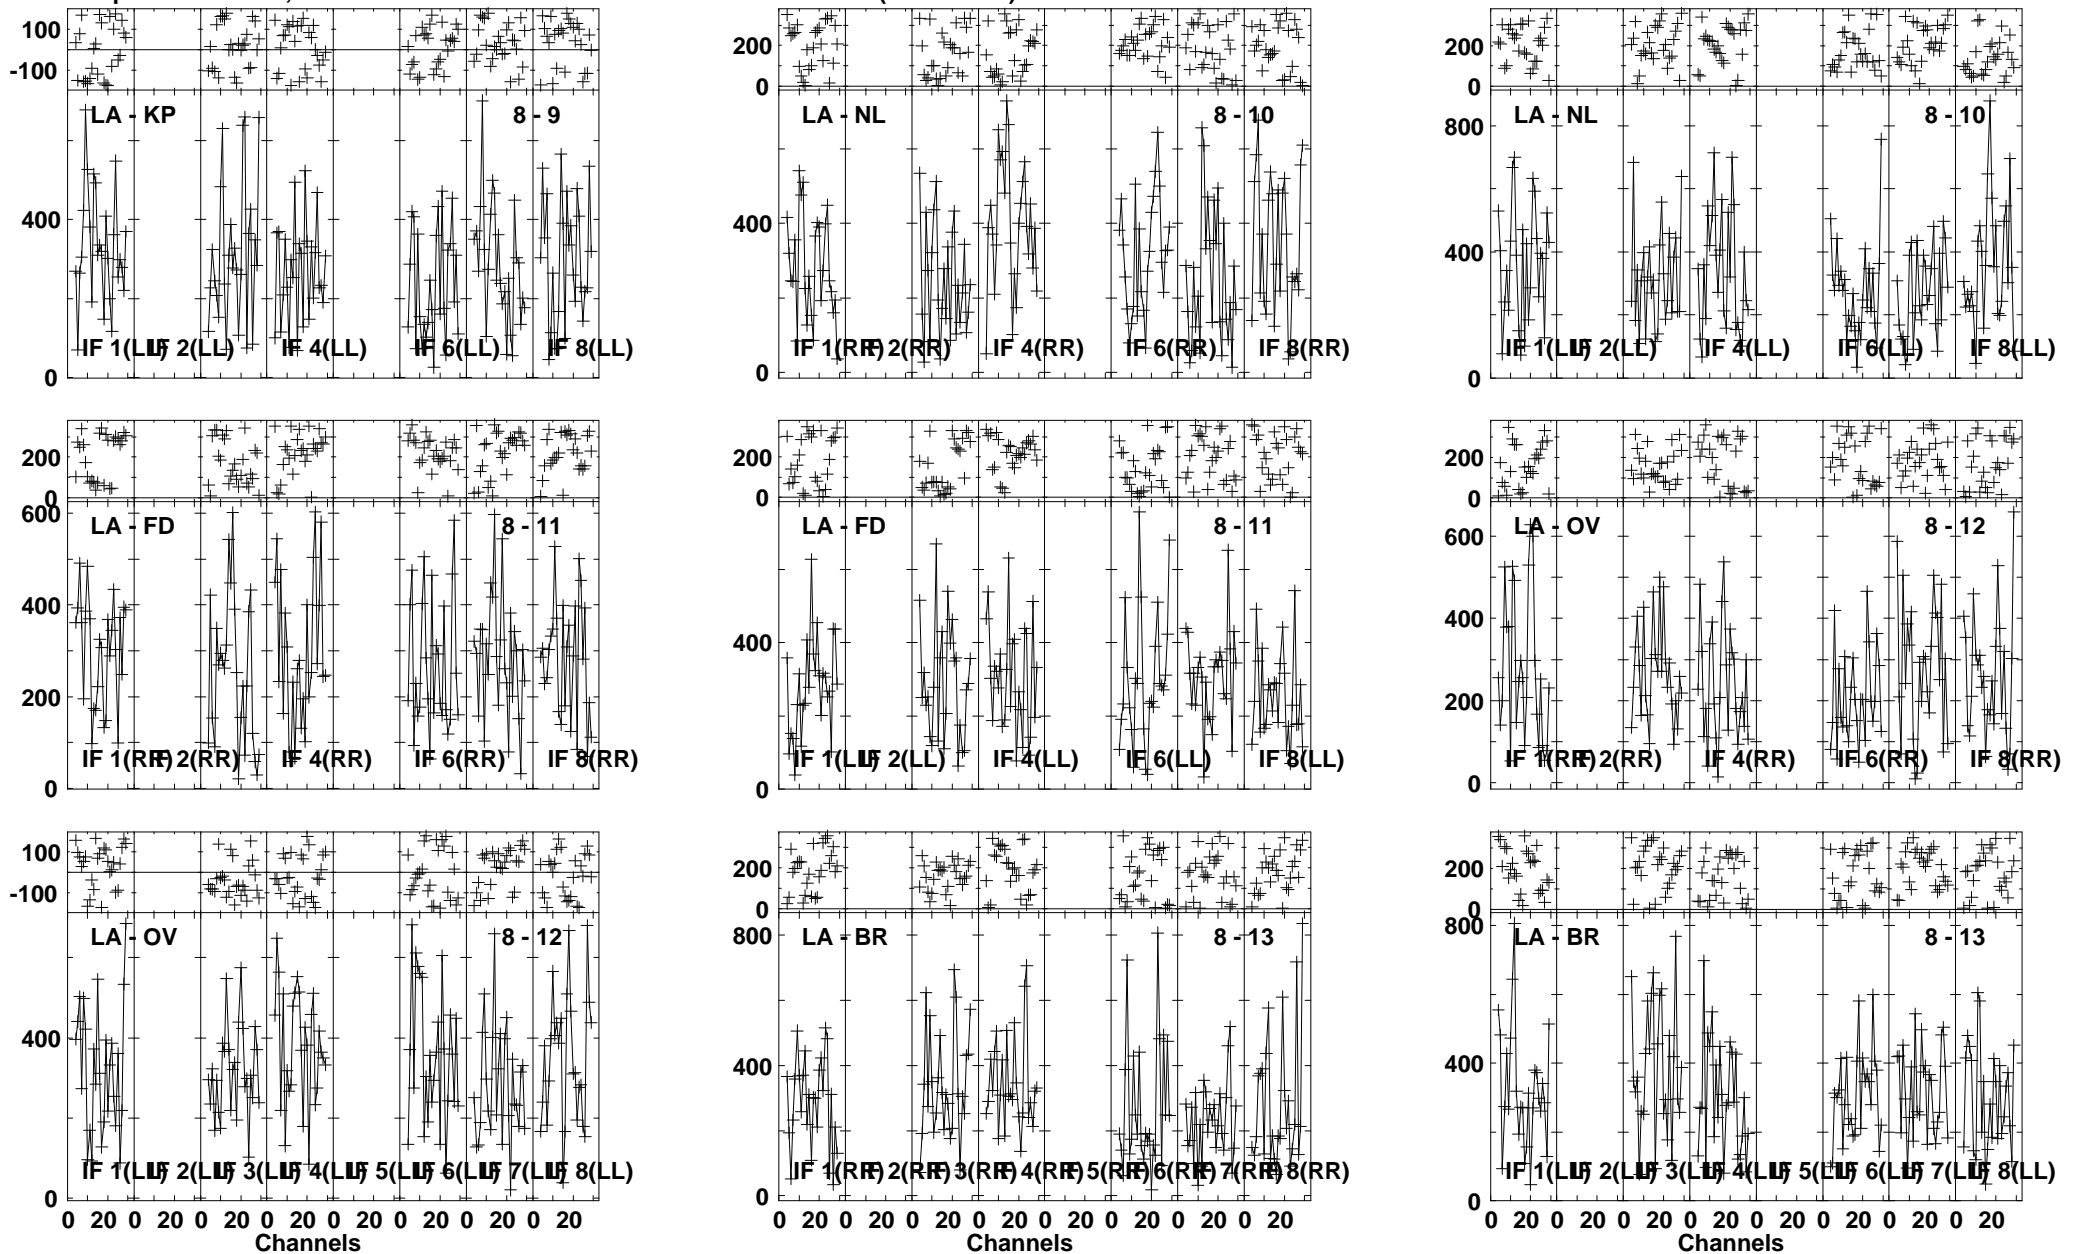 100
-100
LA - KP 8 - 9
400
0
IF 1(LL) IF 2(LL) IF 4(LL) IF 6(LL) IF 8(LL)
200
0
LA - NL 8 - 10
400
0
IF 1(RR) IF 2(RR) IF 4(RR) IF 6(RR) IF 8(RR)
200
0
LA - NL 8 - 10
800
400
0
IF 1(LL) IF 2(LL) IF 4(LL) IF 6(LL) IF 8(LL)
200
0
LA - FD 8 - 11
600
400
200
0
IF 1(RR) IF 2(RR) IF 4(RR) IF 6(RR) IF 8(RR)
200
0
LA - FD 8 - 11
400
0
IF 1(LL) IF 2(LL) IF 4(LL) IF 6(LL) IF 8(LL)
200
0
LA - OV 8 - 12
600
400
200
0
IF 1(RR) IF 2(RR) IF 4(RR) IF 6(RR) IF 8(RR)
100
-100
LA - OV 8 - 12
400
0
IF 1(LL) IF 2(LL) IF 3(LL) IF 4(LL) IF 5(LL) IF 6(LL) IF 7(LL) IF 8(LL)
0 20 0 20 0 20 0 20 0 20 0 20 0 20 0 20
Channels
200
0
LA - BR 8 - 13
800
400
0
IF 1(RR) IF 2(RR) IF 3(RR) IF 4(RR) IF 5(RR) IF 6(RR) IF 7(RR) IF 8(RR)
0 20 0 20 0 20 0 20 0 20 0 20 0 20 0 20
Channels
200
0
LA - BR 8 - 13
800
400
0
IF 1(LL) IF 2(LL) IF 3(LL) IF 4(LL) IF 5(LL) IF 6(LL) IF 7(LL) IF 8(LL)
0 20 0 20 0 20 0 20 0 20 0 20 0 20 0 20
Channels